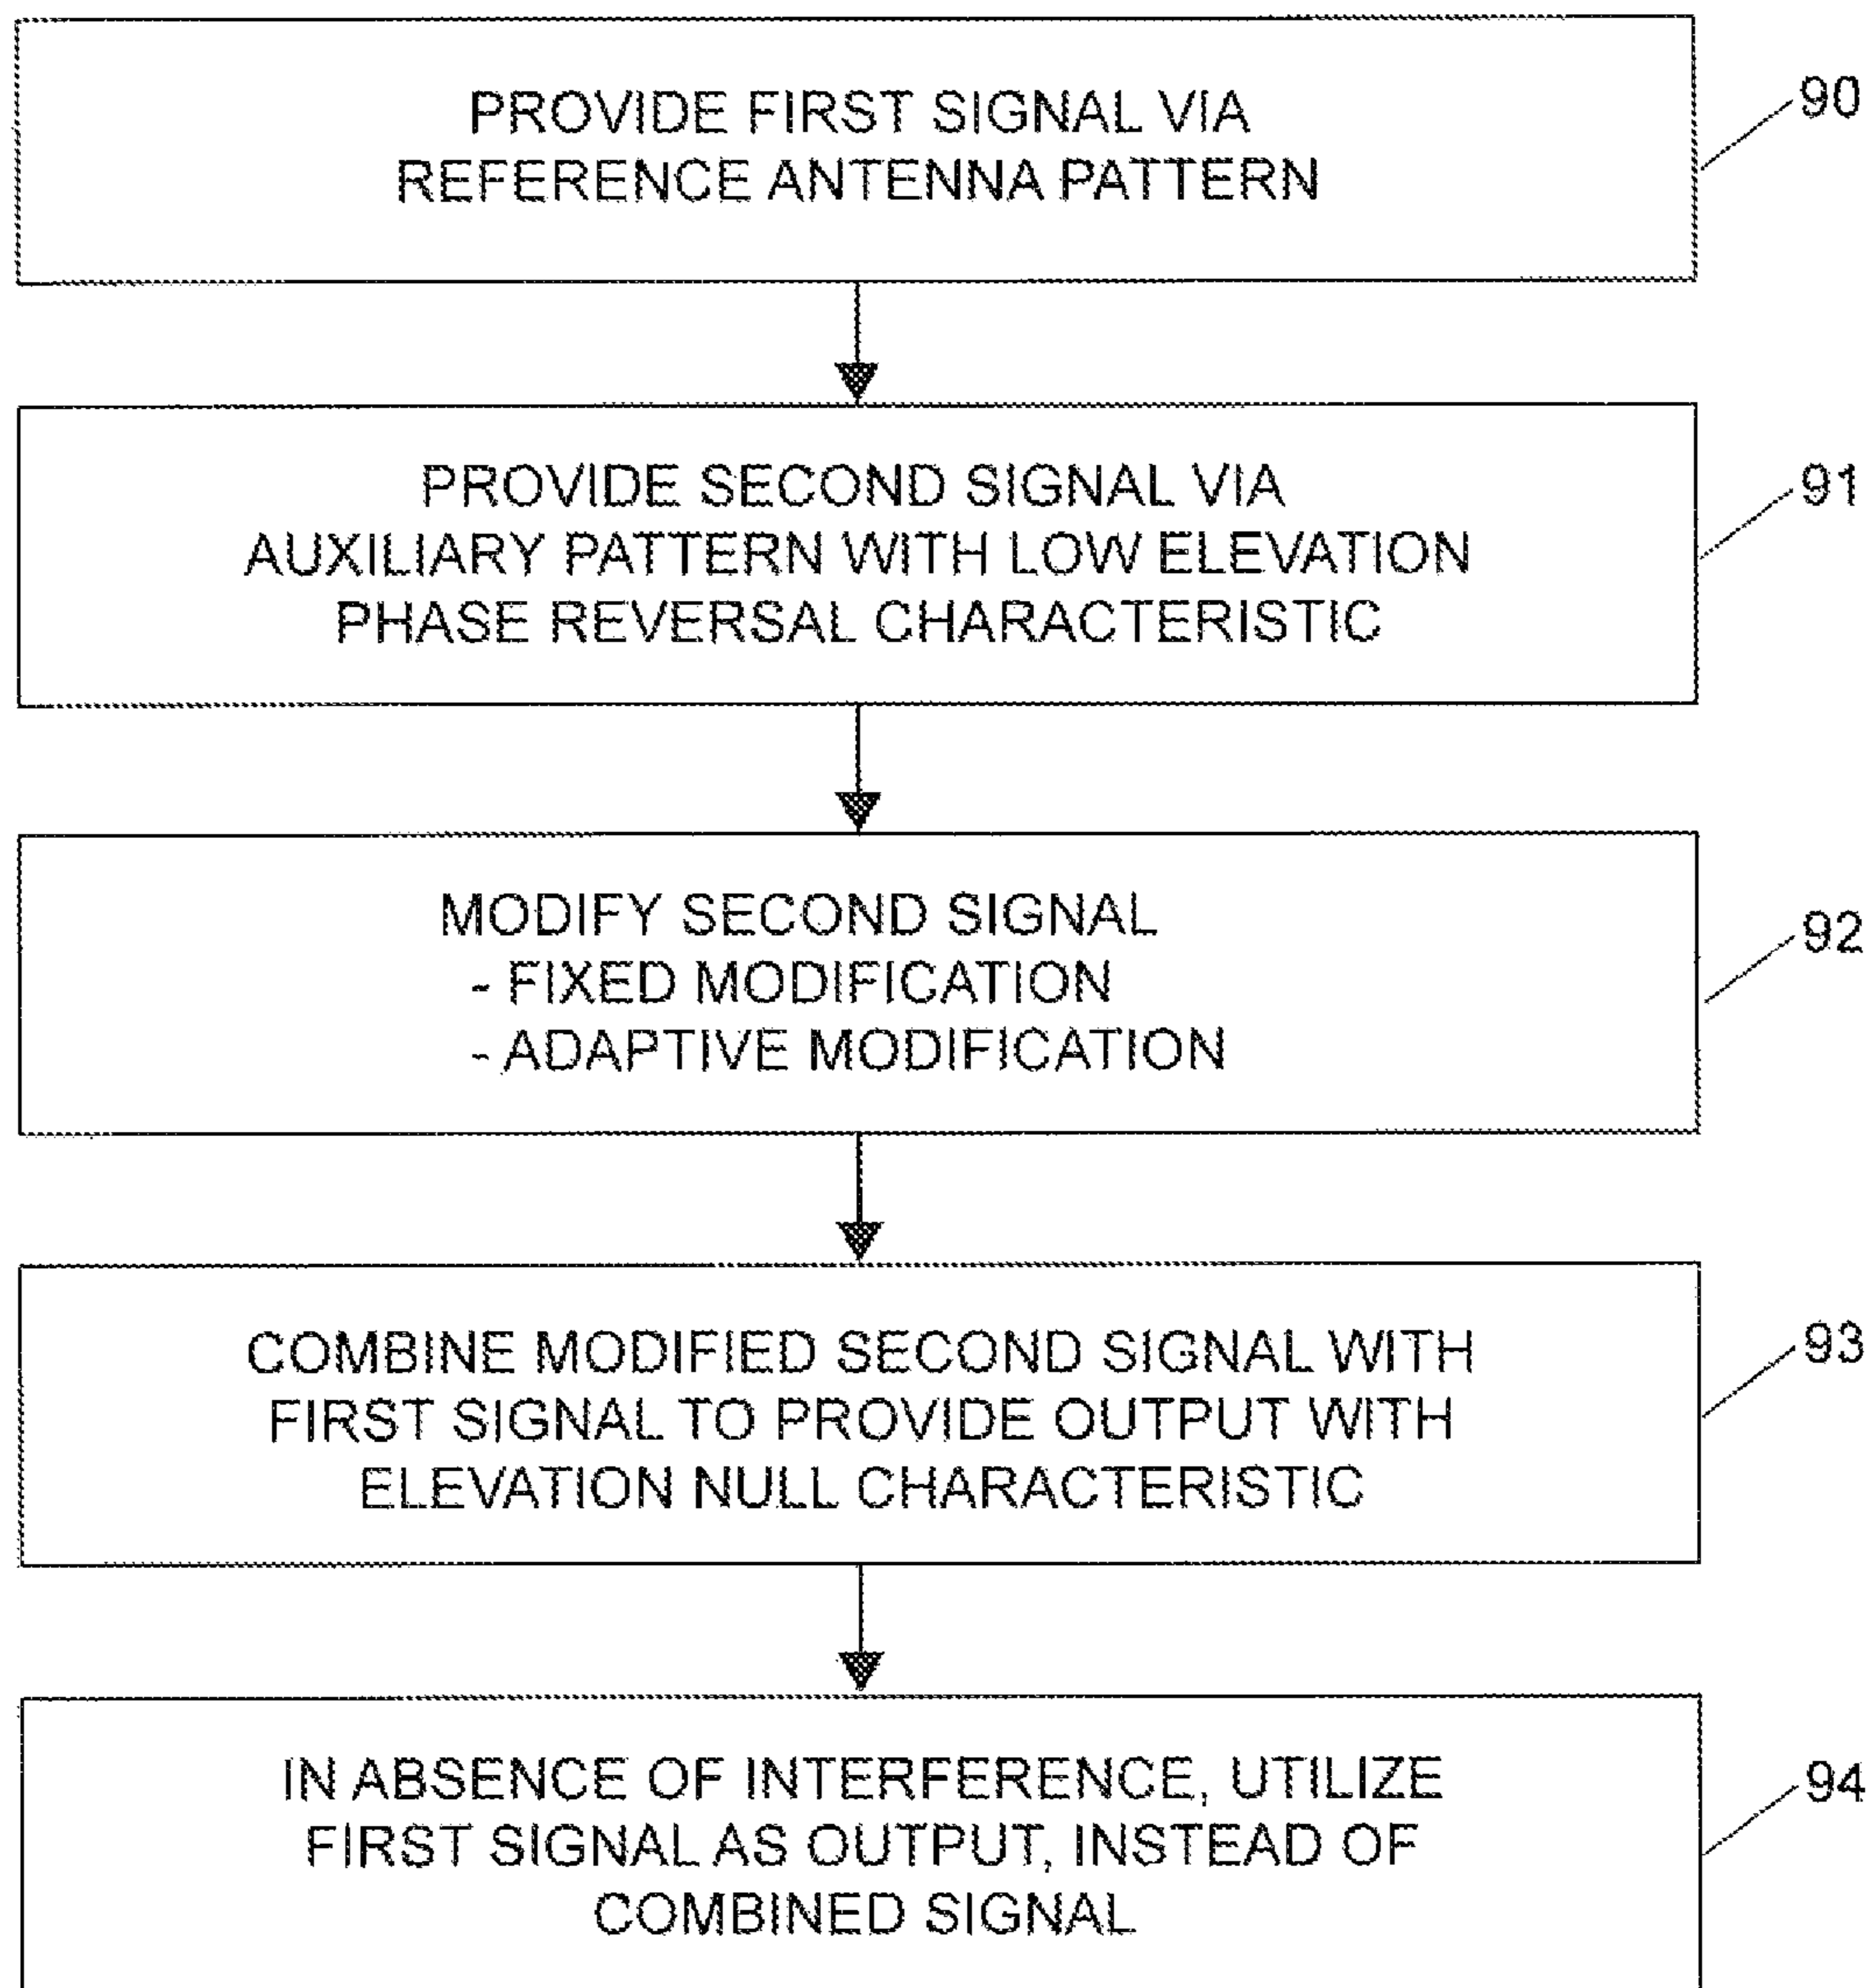 PROVIDE FIRST SIGNAL VIA
REFERENCE ANTENNA PATTERN
90
PROVIDE SECOND SIGNAL VIA
AUXILIARY PATTERN WITH LOW ELEVATION
PHASE REVERSAL CHARACTERISTIC
91
MODIFY SECOND SIGNAL
- FIXED MODIFICATION
- ADAPTIVE MODIFICATION
92
COMBINE MODIFIED SECOND SIGNAL WITH
FIRST SIGNAL TO PROVIDE OUTPUT WITH
ELEVATION NULL CHARACTERISTIC
93
IN ABSENCE OF INTERFERENCE, UTILIZE
FIRST SIGNAL AS OUTPUT, INSTEAD OF
COMBINED SIGNAL
94